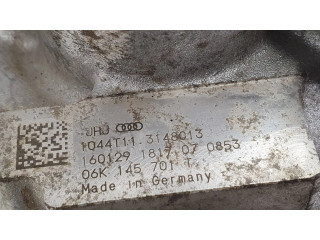 JHJ
1044T11.3148013
160129 1817 07 0853
06K 145 701 T
Made in Germany